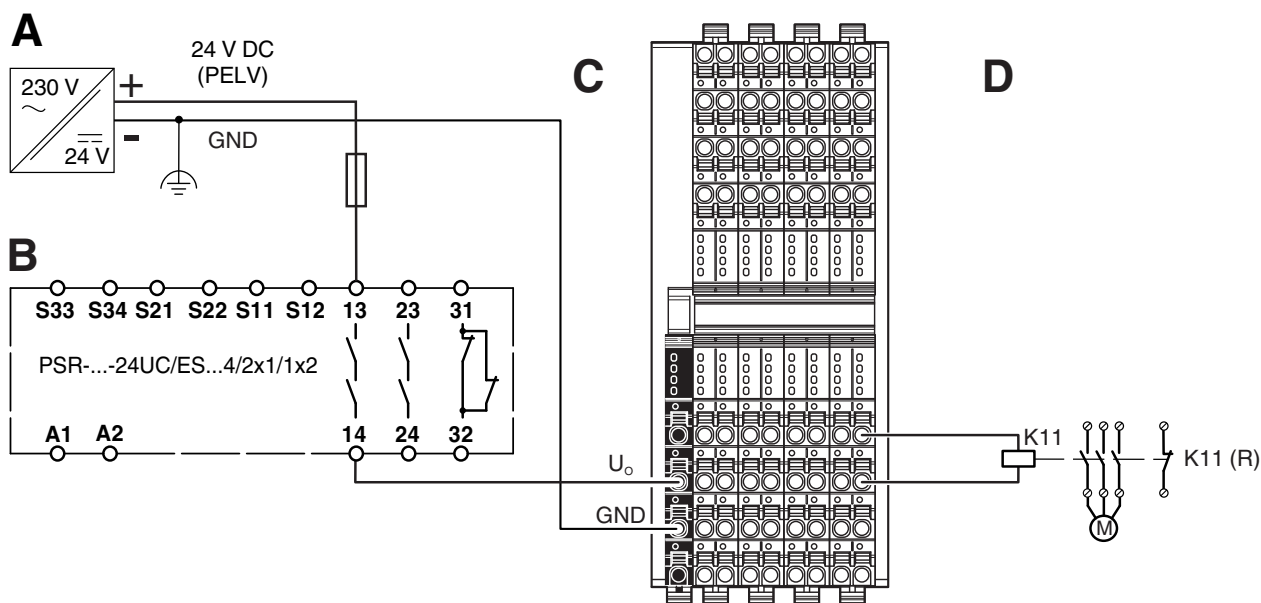 A
24 V DC
(PELV)
C
D
230 V
+
~
24 V
-
GND
B
S33 S34 S21 S22 S11 S12 13 23 31
PSR-...-24UC/ES...4/2x1/1x2
A1 A2 14 24 32
K11
Uo
K11 (R)
GND
M